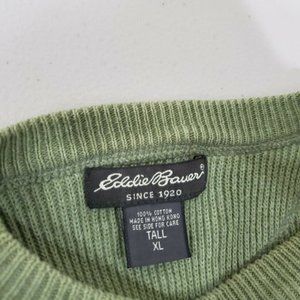 Eddie Bauer®
SINCE 1920
100% COTTON
MADE IN HONG KONG
SEE SIDE FOR CARE
TALL
XL